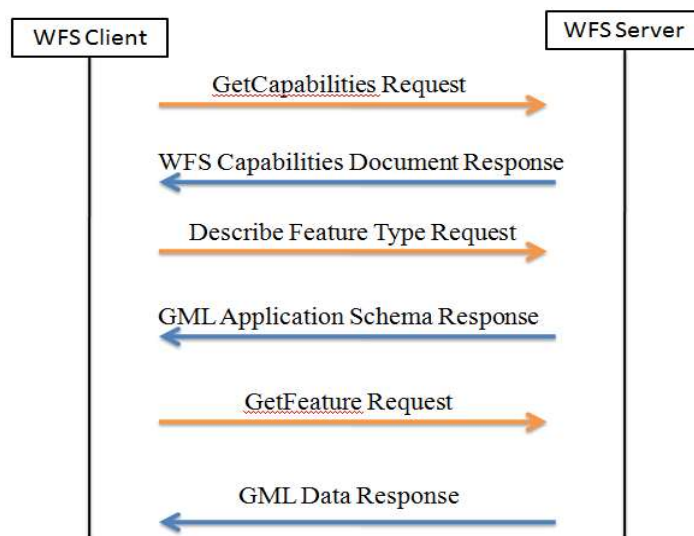 WFS Client
WFS Server
GetCapabilities Request
WFS Capabilities Document Response
Describe Feature Type Request
GML Application Schema Response
GetFeature Request
GML Data Response